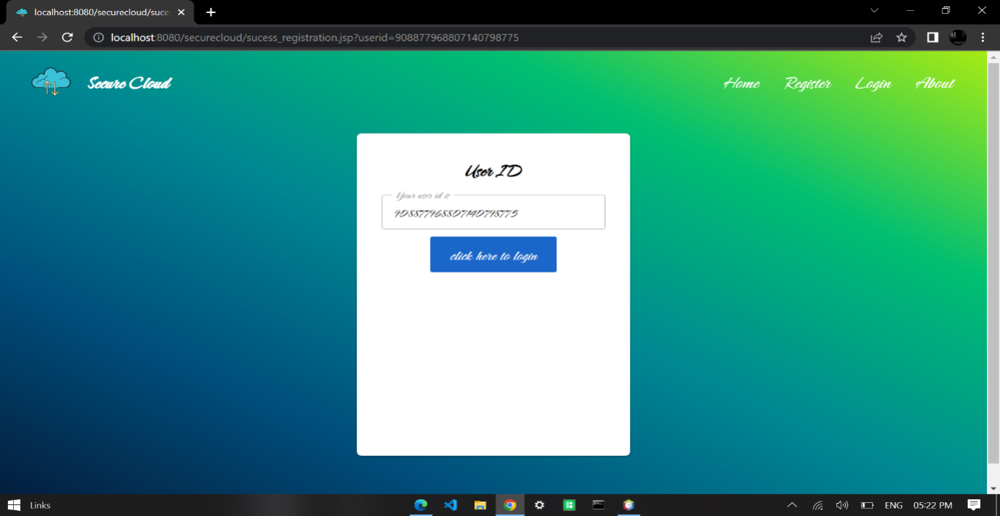 localhost:8080/securecloud/suce
localhost:8080/securecloud/sucess_registration.jsp?userid=908877968807140798775
Secure Cloud
Home Register Login About
User ID
Your user id is
908877968807140798775
click here to login
Links
ENG 05:22 PM